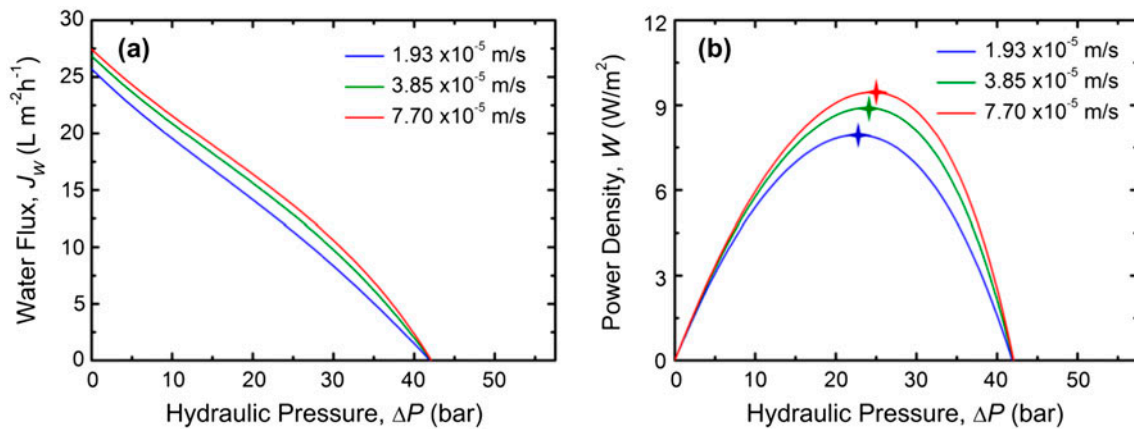 (a)
1.93 x10⁻⁵ m/s
3.85 x10⁻⁵ m/s
7.70 x10⁻⁵ m/s
Water Flux, J_W (L m⁻²h⁻¹)
30
25
20
15
10
5
0
0 10 20 30 40 50
Hydraulic Pressure, ΔP (bar)
(b)
1.93 x10⁻⁵ m/s
3.85 x10⁻⁵ m/s
7.70 x10⁻⁵ m/s
Power Density, W (W/m²)
12
9
6
3
0
0 10 20 30 40 50
Hydraulic Pressure, ΔP (bar)